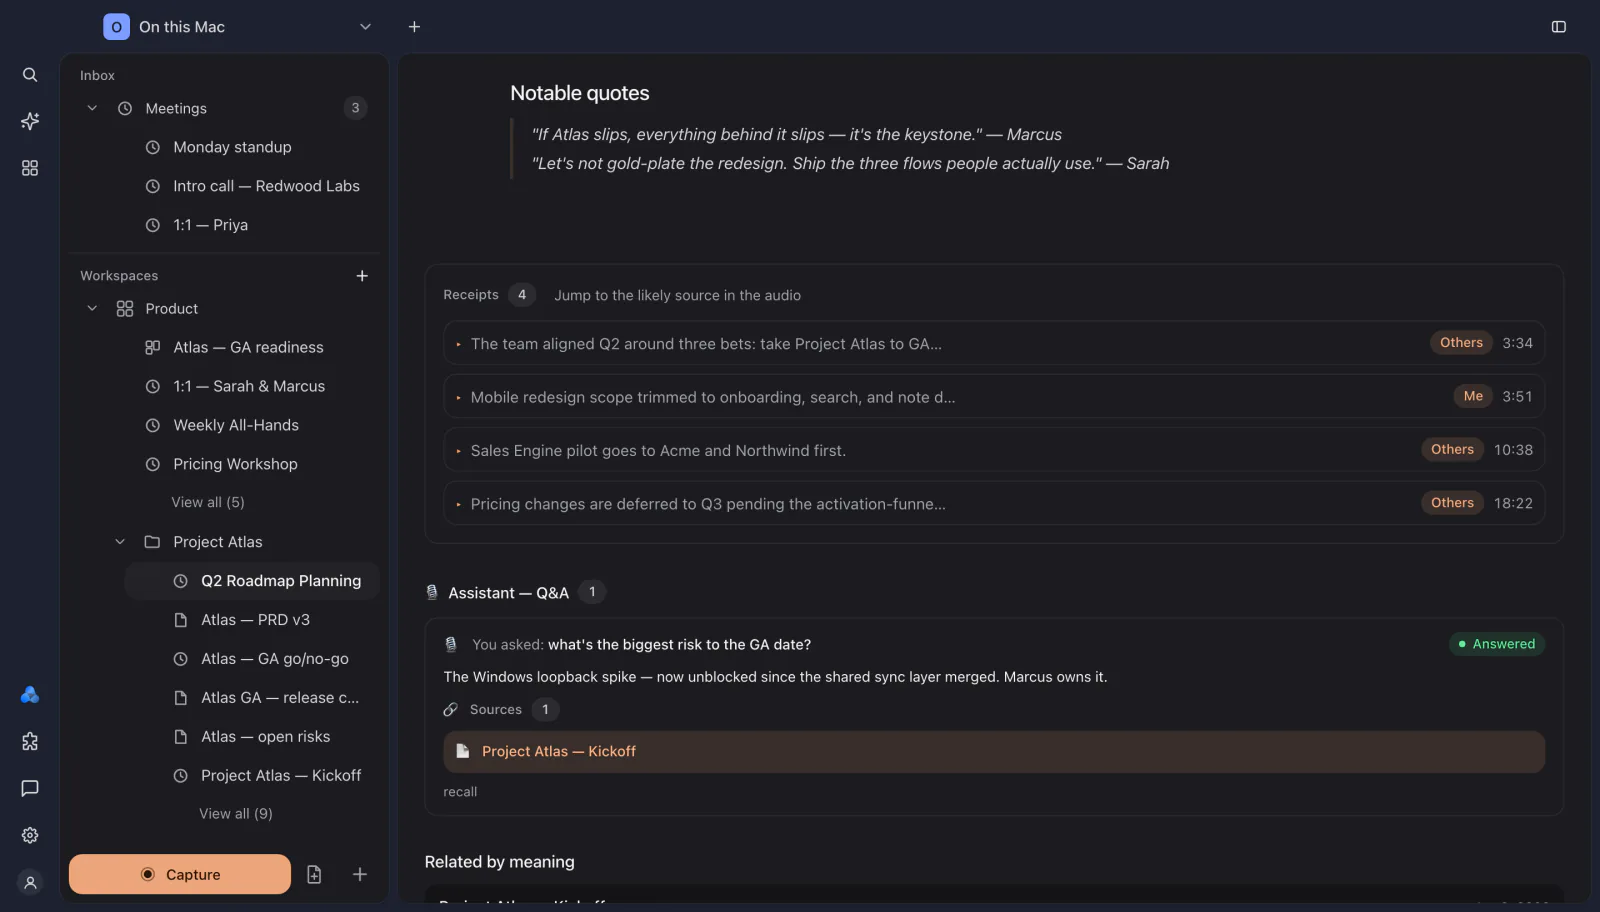 O On this Mac
Inbox
Meetings 3
Monday standup
Intro call — Redwood Labs
1:1 — Priya
Workspaces
Product
Atlas — GA readiness
1:1 — Sarah & Marcus
Weekly All-Hands
Pricing Workshop
View all (5)
Project Atlas
Q2 Roadmap Planning
Atlas — PRD v3
Atlas — GA go/no-go
Atlas GA — release c...
Atlas — open risks
Project Atlas — Kickoff
View all (9)
Capture
Notable quotes
"If Atlas slips, everything behind it slips — it's the keystone." — Marcus
"Let's not gold-plate the redesign. Ship the three flows people actually use." — Sarah
Receipts 4 Jump to the likely source in the audio
The team aligned Q2 around three bets: take Project Atlas to GA... Others 3:34
Mobile redesign scope trimmed to onboarding, search, and note d... Me 3:51
Sales Engine pilot goes to Acme and Northwind first. Others 10:38
Pricing changes are deferred to Q3 pending the activation-funne... Others 18:22
Assistant — Q&A 1
You asked: what's the biggest risk to the GA date? Answered
The Windows loopback spike — now unblocked since the shared sync layer merged. Marcus owns it.
Sources 1
Project Atlas — Kickoff
recall
Related by meaning
Project Atlas — Kickoff